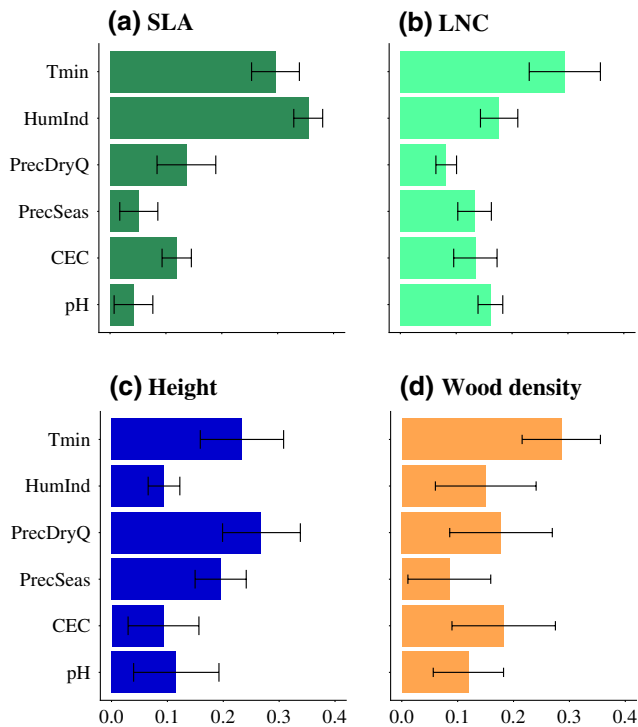 (a) SLA
(b) LNC
Tmin
HumInd
PrecDryQ
PrecSeas
CEC
pH
(c) Height
(d) Wood density
Tmin
HumInd
PrecDryQ
PrecSeas
CEC
pH
0.0 0.1 0.2 0.3 0.4
0.0 0.1 0.2 0.3 0.4